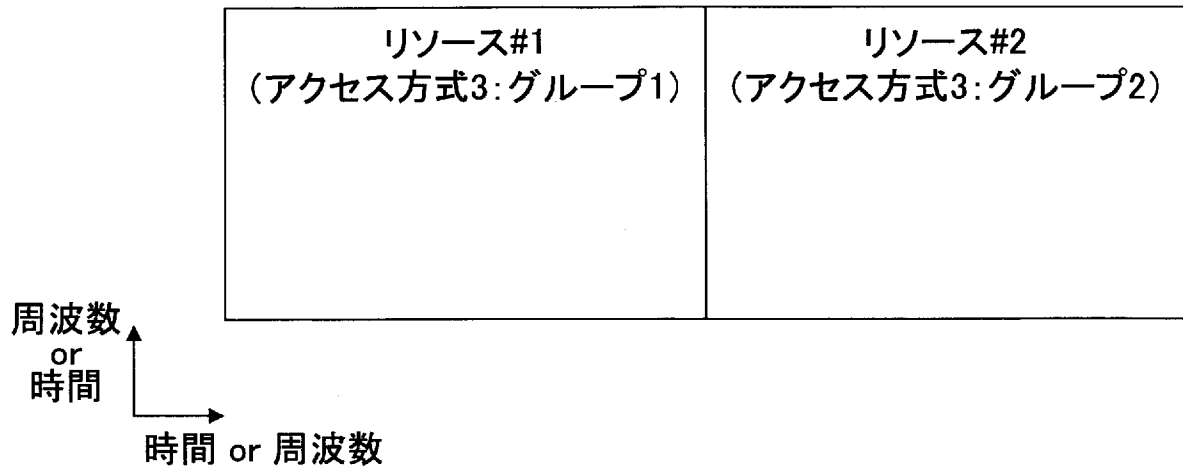 リソース#1
(アクセス方式3:グループ1)
リソース#2
(アクセス方式3:グループ2)
周波数
or
時間
時間 or 周波数